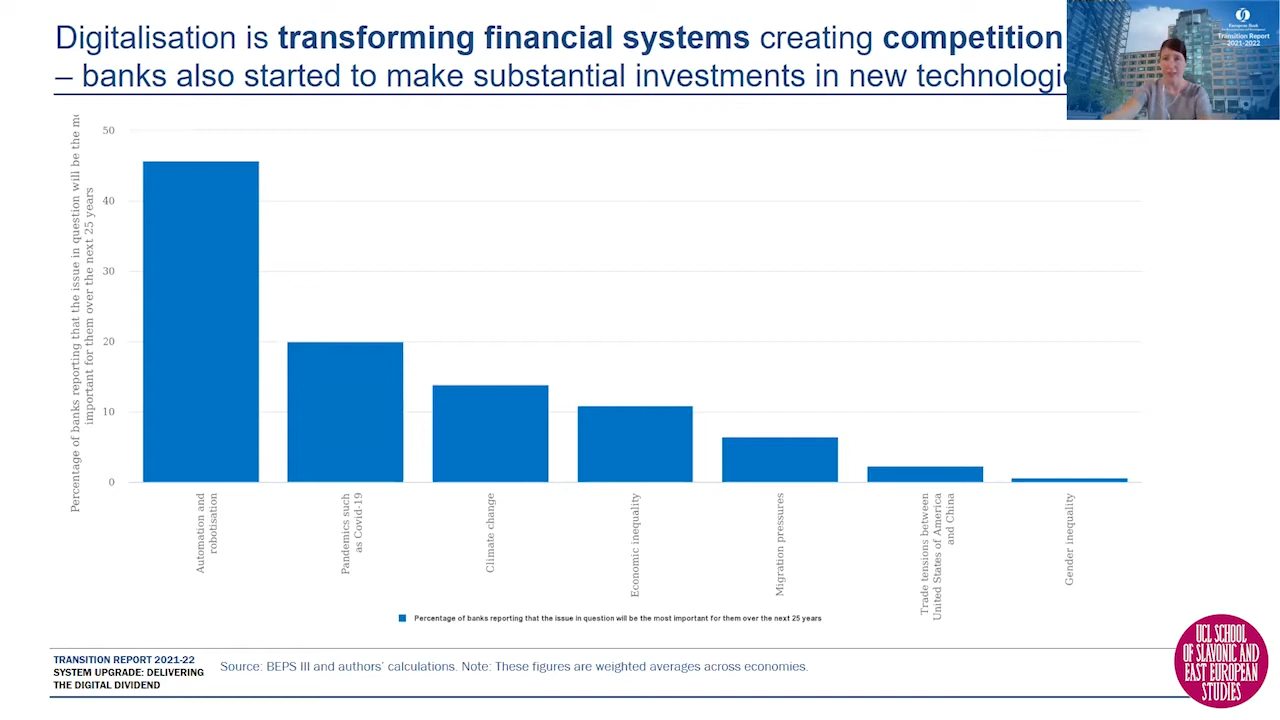 Digitalisation is transforming financial systems creating competition
– banks also started to make substantial investments in new
European Bank
Transition Report
2021-2022
Percentage of banks reporting that the issue in question will be the
important for them over the next 25 years
50
40
30
20
10
0
Automation and
robotisation
Pandemics such
as Covid-19
Climate change
Economic inequality
Migration pressures
Trade tensions between
United States of America
and China
Gender inequality
Percentage of banks reporting that the issue in question will be the most important for them over the next 25 years
TRANSITION REPORT 2021-22
SYSTEM UPGRADE: DELIVERING
THE DIGITAL DIVIDEND
Source: BEPS III and authors’ calculations. Note: These figures are weighted averages across economies.
UCL SCHOOL
OF SLAVONIC AND
EAST EUROPEAN
STUDIES